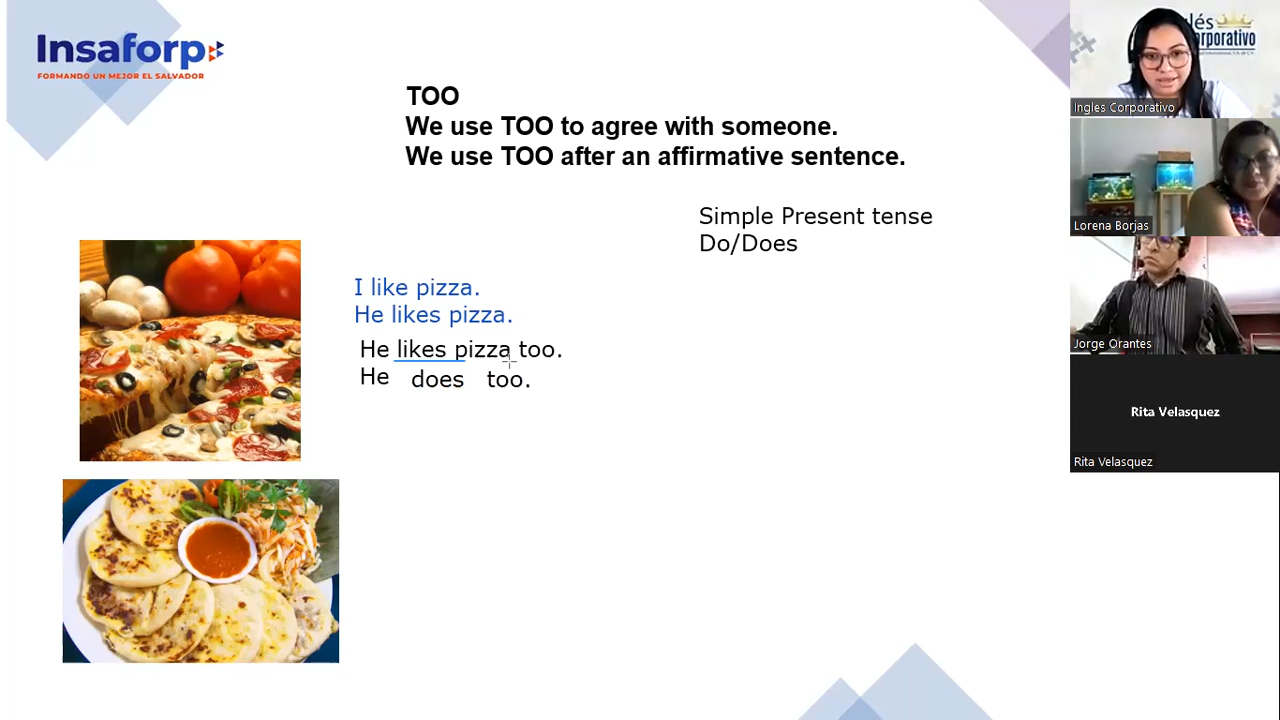 Insaforp
FORMANDO UN MEJOR EL SALVADOR
TOO
We use TOO to agree with someone.
We use TOO after an affirmative sentence.
Simple Present tense
Do/Does
I like pizza.
He likes pizza.
He likes pizza too.
He does too.
Ingles Corporativo
Lorena Borjas
Jorge Orantes
Rita Velasquez
Rita Velasquez